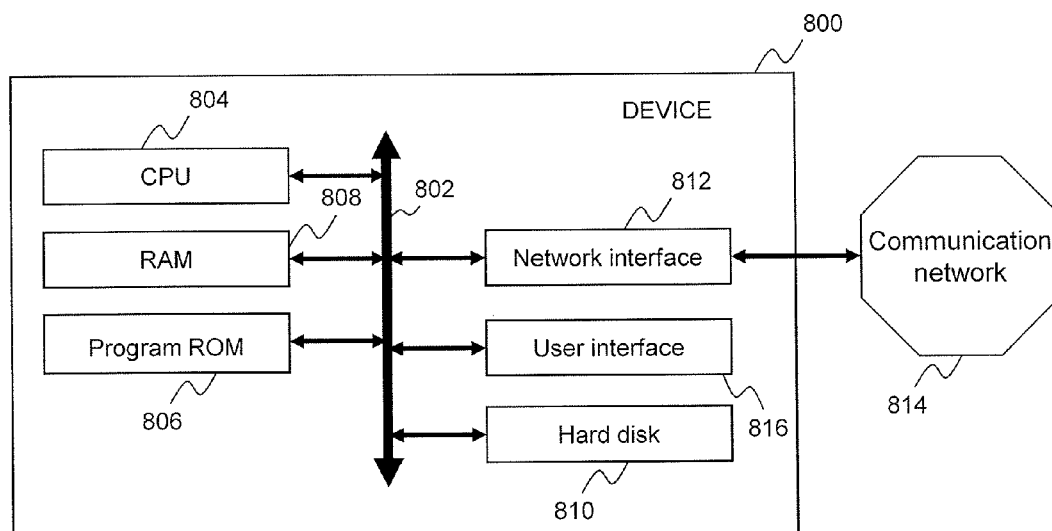 800
804
DEVICE
CPU
802
812
808
RAM
Network interface
Communication
network
Program ROM
User interface
806
816
814
Hard disk
810